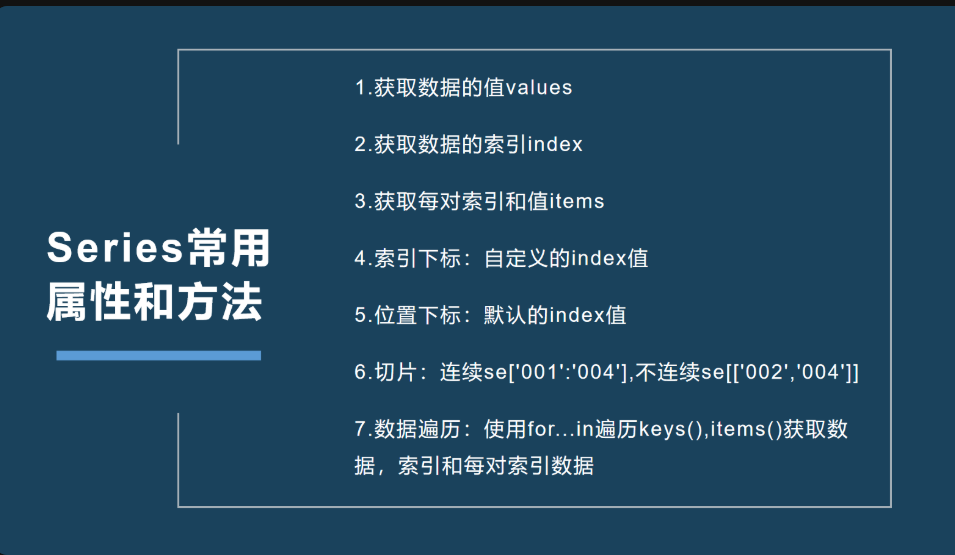 Series常用
属性和方法
1.获取数据的值values
2.获取数据的索引index
3.获取每对索引和值items
4.索引下标：自定义的index值
5.位置下标：默认的index值
6.切片：连续se['001':'004'],不连续se[['002','004']]
7.数据遍历：使用for...in遍历keys(),items()获取数
据，索引和每对索引数据